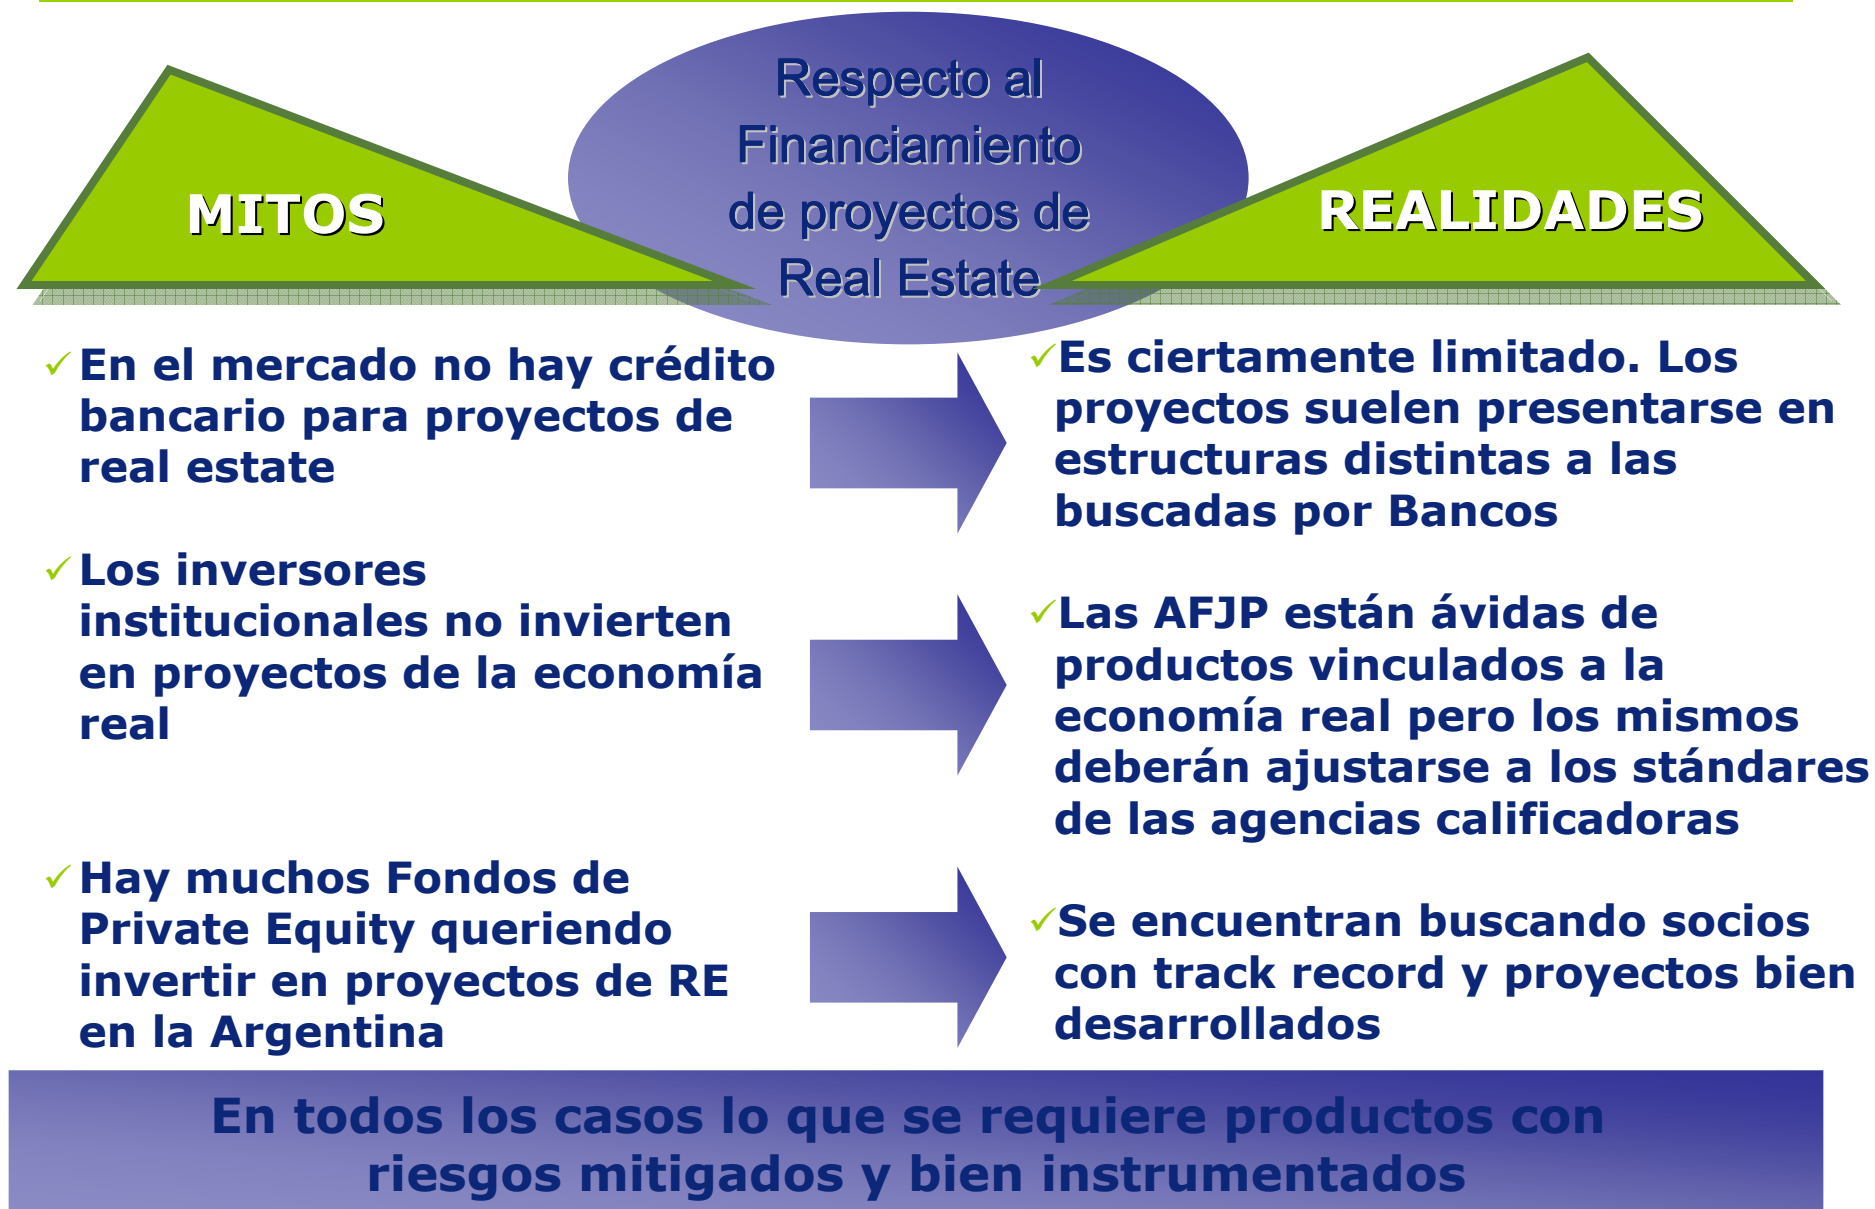 Respecto al
Financiamiento
de proyectos de
Real Estate
MITOS
REALIDADES
En el mercado no hay crédito
bancario para proyectos de
real estate
Es ciertamente limitado. Los
proyectos suelen presentarse en
estructuras distintas a las
buscadas por Bancos
Los inversores
institucionales no invierten
en proyectos de la economía
real
Las AFJP están ávidas de
productos vinculados a la
economía real pero los mismos
deberán ajustarse a los stándares
de las agencias calificadoras
Hay muchos Fondos de
Private Equity queriendo
invertir en proyectos de RE
en la Argentina
Se encuentran buscando socios
con track record y proyectos bien
desarrollados
En todos los casos lo que se requiere productos con
riesgos mitigados y bien instrumentados